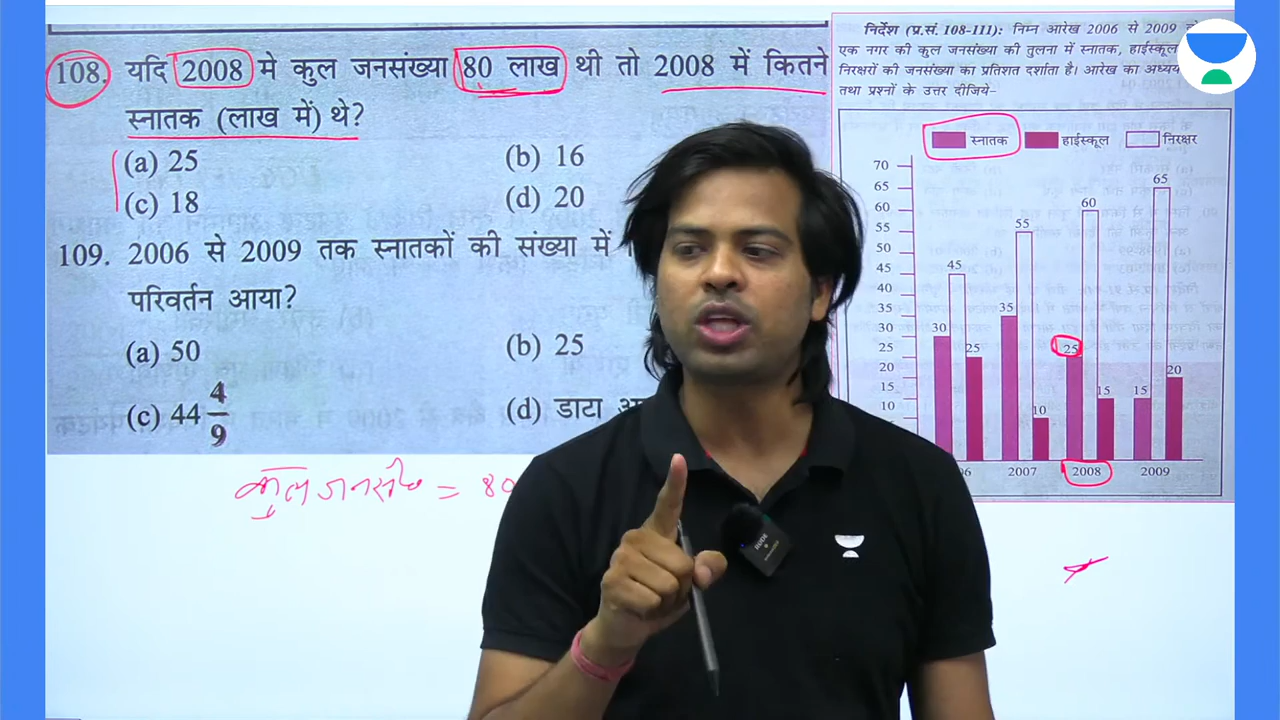 108. यदि 2008 मे कुल जनसंख्या 80 लाख थी तो 2008 में कितने
स्नातक (लाख में) थे?
(a) 25 (b) 16
(c) 18 (d) 20
109. 2006 से 2009 तक स्नातकों की संख्या में
परिवर्तन आया?
(a) 50 (b) 25
(c) 44 4/9 (d) डाटा
कुल जनसं० = 80
निर्देश (प्र.सं. 108-111): निम्न आरेख 2006 से 2009
एक नगर की कुल जनसंख्या की तुलना में स्नातक, हाईस्कूल
निरक्षरों की जनसंख्या का प्रतिशत दर्शाता है। आरेख का अध्ययन
तथा प्रश्नों के उत्तर दीजिये–
स्नातक हाईस्कूल निरक्षर
70
65 65
60 60
55 55
50
45 45
40
35 35
30 30
25 25 25
20 20
15 15 15
10 10
2007 2008 2009
RODE